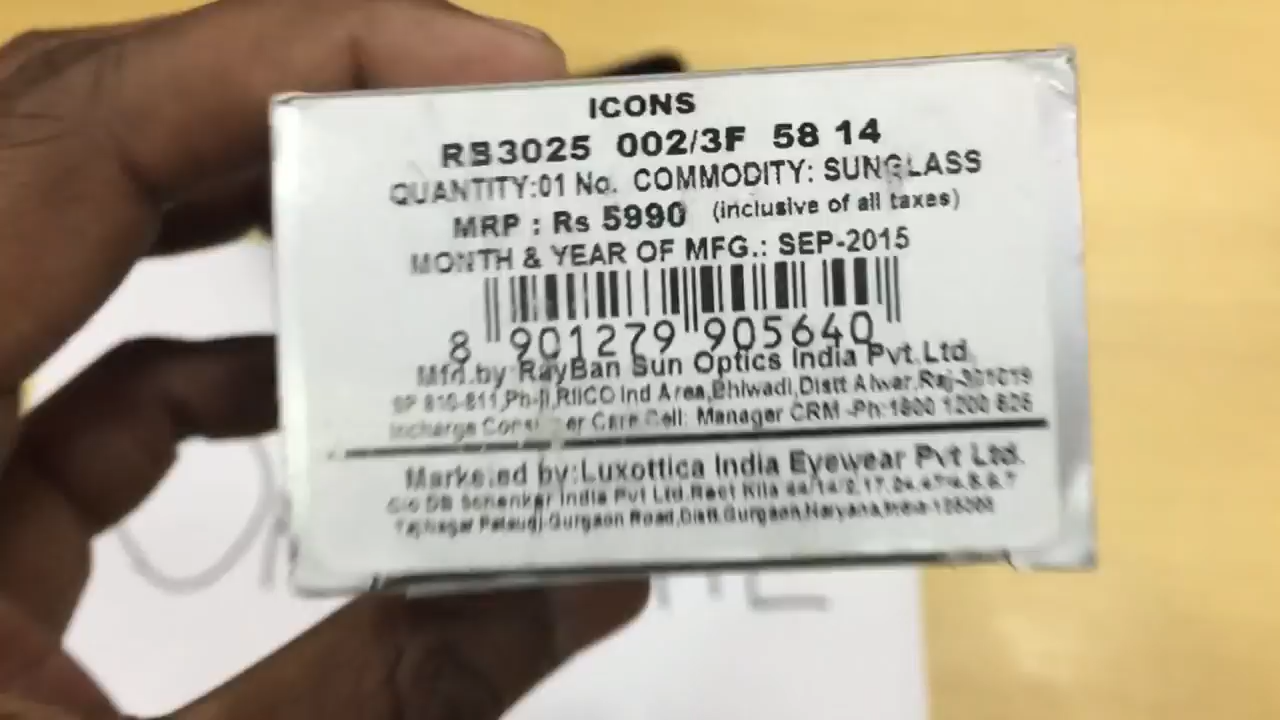 ICONS
RB3025 002/3F 58 14
QUANTITY:01 No. COMMODITY: SUNGLASS
MRP : Rs 5990 (inclusive of all taxes)
MONTH & YEAR OF MFG.: SEP-2015
8 901279 905640
Mfd.by RayBan Sun Optics India Pvt.Ltd
SP 810-811,Ph-II,RIICO Ind Area,Bhiwadi,Distt Alwar,Raj-301019
Incharge Care Cell: Manager CRM -Ph:1800 1200
Marketed by:Luxottica India Eyewear Pvt Ltd.
C/o DB Schenker India Pvt Ltd.Rect Kila
Pataudi-Gurgaon Road,Distt.Gurgaon,Haryana,India